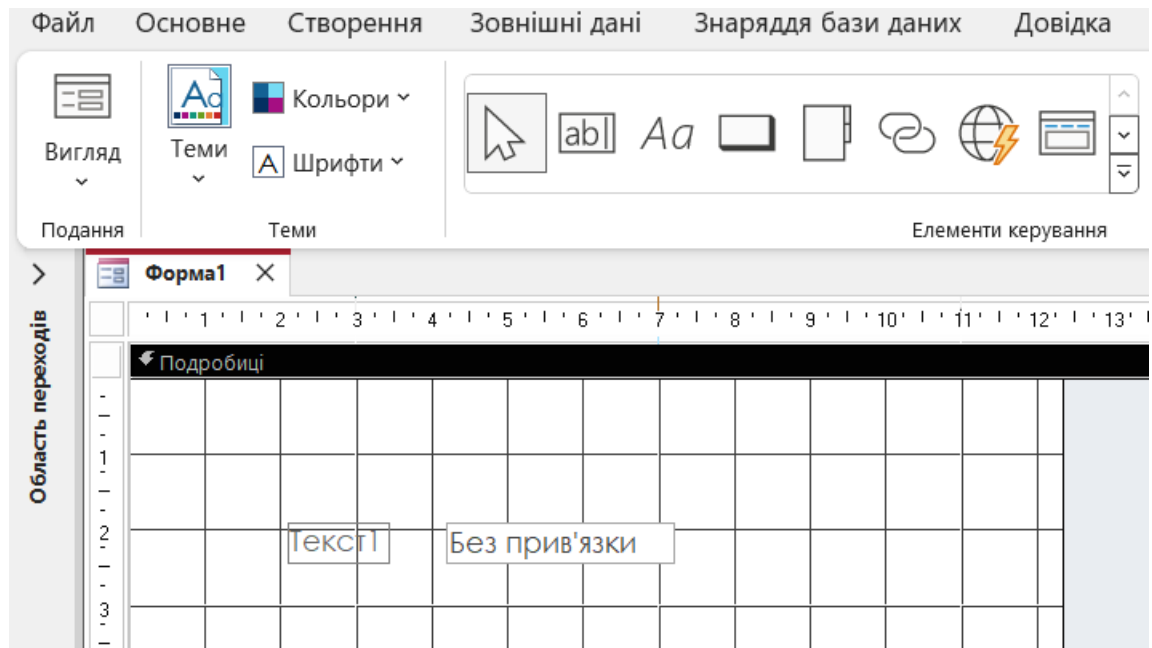 Файл Основне Створення Зовнішні дані Знаряддя бази даних Довідка
Вигляд
Теми
Кольори
Шрифти
ab|
Aa
Подання Теми Елементи керування
Форма1
1 2 3 4 5 6 7 8 9 10 11 12 13
Область переходів
Подробиці
1
2
Текст1 Без прив'язки
3